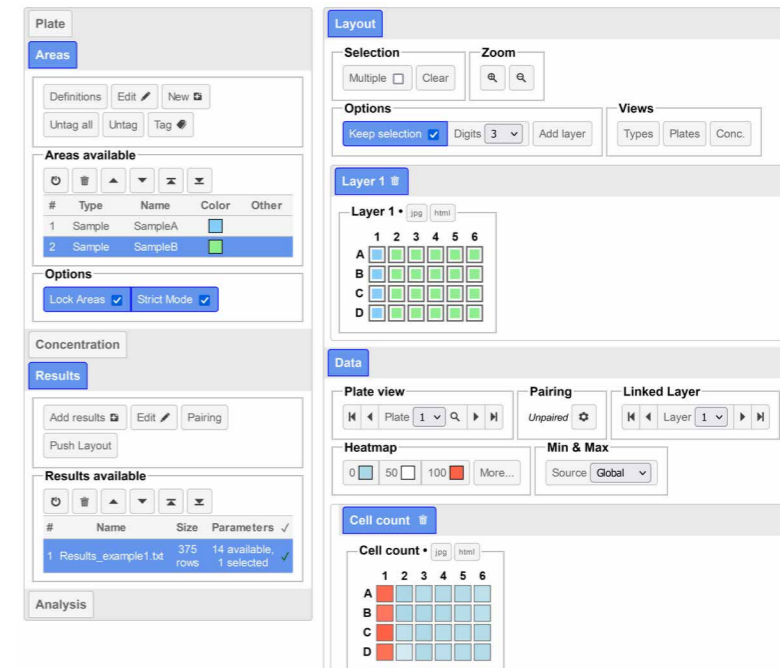 Plate
Areas
Definitions Edit New
Untag all Untag Tag
Areas available
# Type Name Color Other
1 Sample SampleA
2 Sample SampleB
Options
Lock Areas Strict Mode
Concentration
Results
Add results Edit Pairing
Push Layout
Results available
# Name Size Parameters ✓
1 Results_example1.txt 375 rows 14 available, 1 selected ✓
Analysis
Layout
Selection Zoom
Multiple Clear
Options Views
Keep selection Digits 3 Add layer Types Plates Conc.
Layer 1
Layer 1 • jpg html
1 2 3 4 5 6
A
B
C
D
Data
Plate view Pairing Linked Layer
Plate 1 Unpaired Layer 1
Heatmap Min & Max
0 50 100 More... Source Global
Cell count
Cell count • jpg html
1 2 3 4 5 6
A
B
C
D